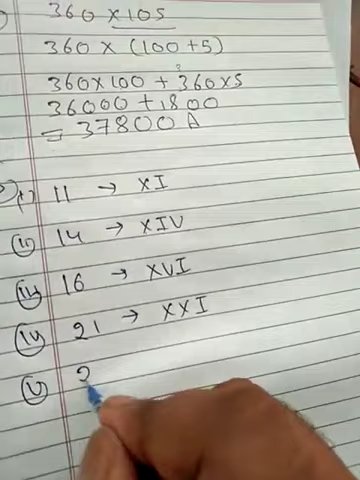 360 × 105
360 × (100 + 5)
360×100 + 360×5
36000 + 1800
= 37800 A
(i) 11 → XI
(ii) 14 → XIV
(iii) 16 → XVI
(iv) 21 → XXI
(v) 2